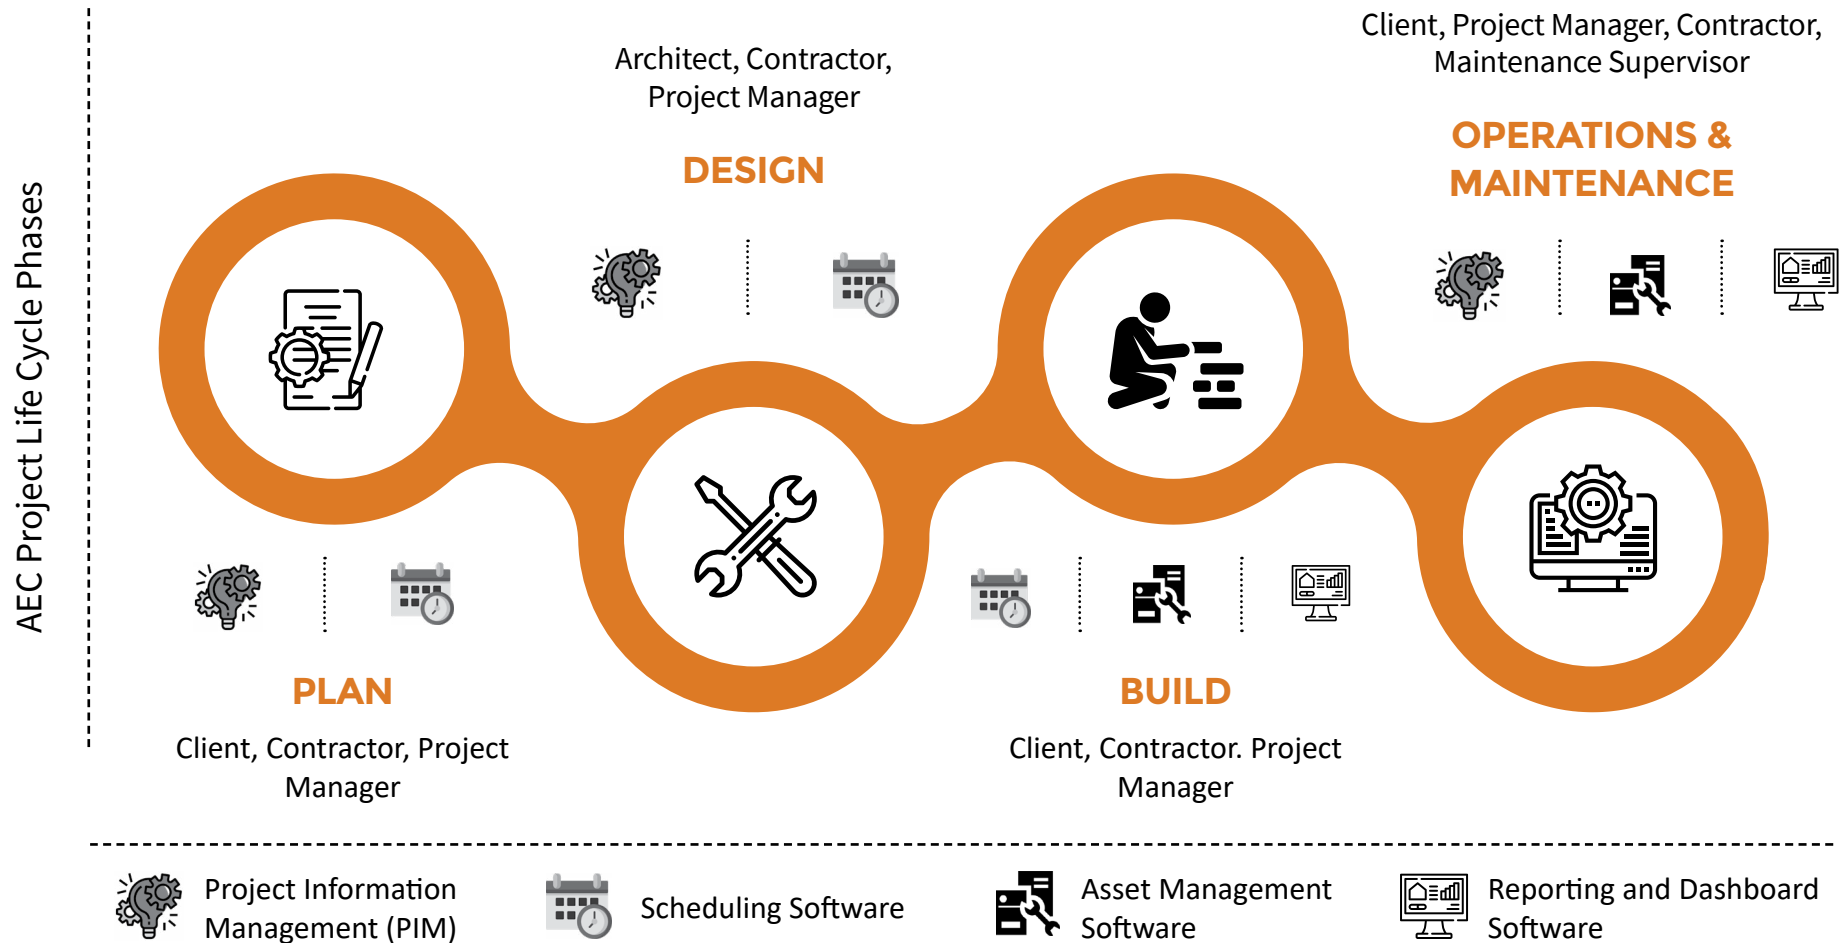 AEC Project Life Cycle Phases
Architect, Contractor,
Project Manager
DESIGN
Client, Project Manager, Contractor,
Maintenance Supervisor
OPERATIONS &
MAINTENANCE
PLAN
Client, Contractor, Project
Manager
BUILD
Client, Contractor. Project
Manager
Project Information
Management (PIM)
Scheduling Software
Asset Management
Software
Reporting and Dashboard
Software